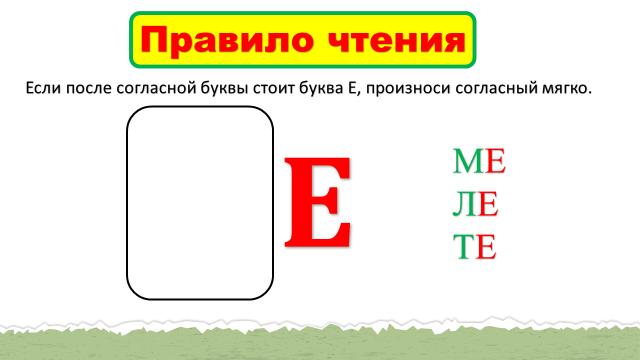 Правило чтения
Если после согласной буквы стоит буква Е, произноси согласный мягко.
Е
МЕ
ЛЕ
ТЕ